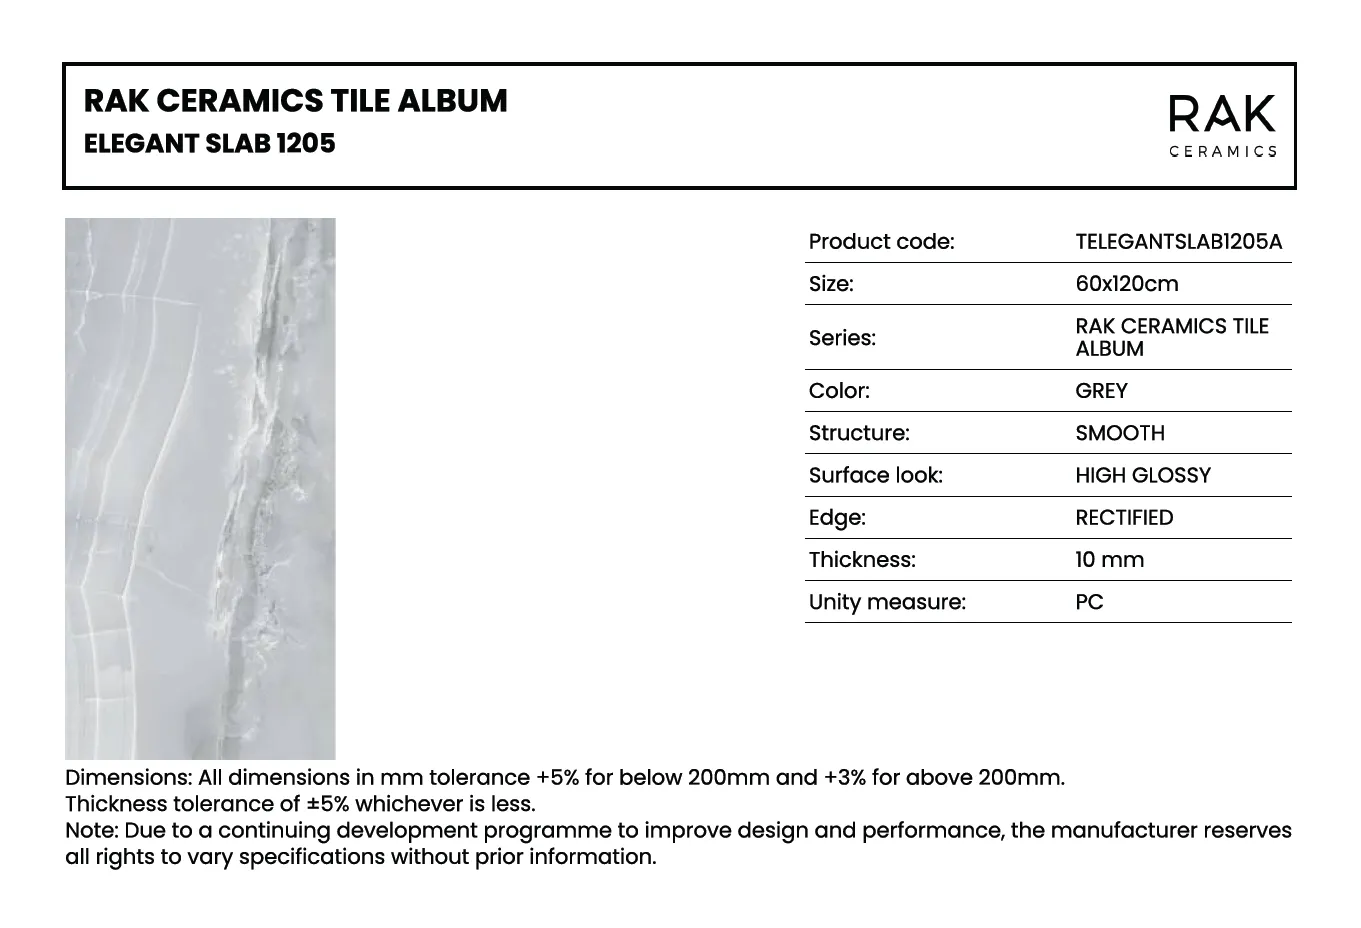 RAK CERAMICS TILE ALBUM
ELEGANT SLAB 1205
RAK
CERAMICS
Product code: TELEGANTSLAB1205A
Size: 60x120cm
Series: RAK CERAMICS TILE
ALBUM
Color: GREY
Structure: SMOOTH
Surface look: HIGH GLOSSY
Edge: RECTIFIED
Thickness: 10 mm
Unity measure: PC
Dimensions: All dimensions in mm tolerance +5% for below 200mm and +3% for above 200mm.
Thickness tolerance of ±5% whichever is less.
Note: Due to a continuing development programme to improve design and performance, the manufacturer reserves
all rights to vary specifications without prior information.